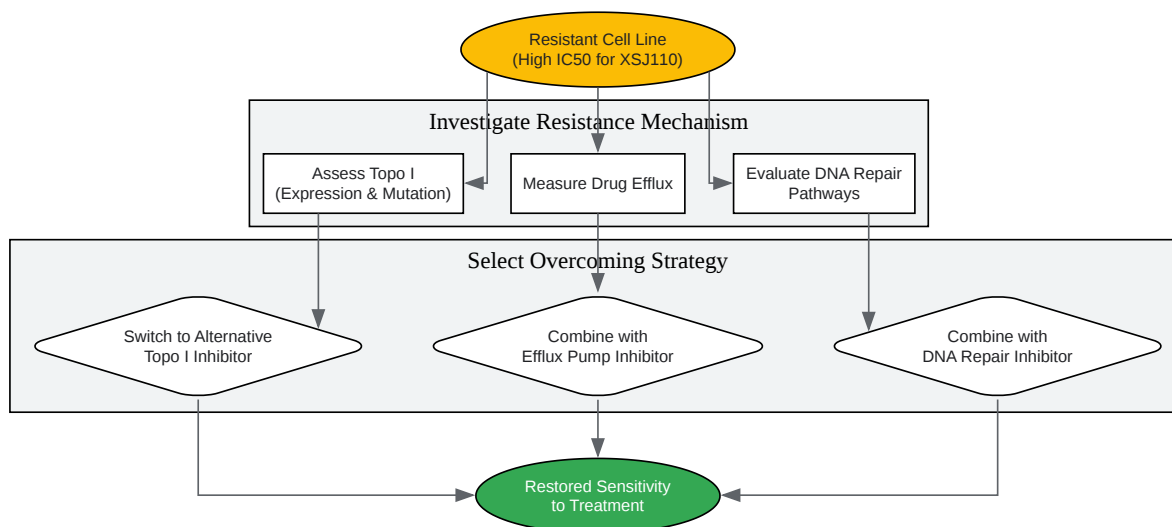 Resistant Cell Line
(High IC50 for XSJ110)
Investigate Resistance Mechanism
Assess Topo I
(Expression & Mutation)
Measure Drug Efflux
Evaluate DNA Repair
Pathways
Select Overcoming Strategy
Switch to Alternative
Topo I Inhibitor
Combine with
Efflux Pump Inhibitor
Combine with
DNA Repair Inhibitor
Restored Sensitivity
to Treatment